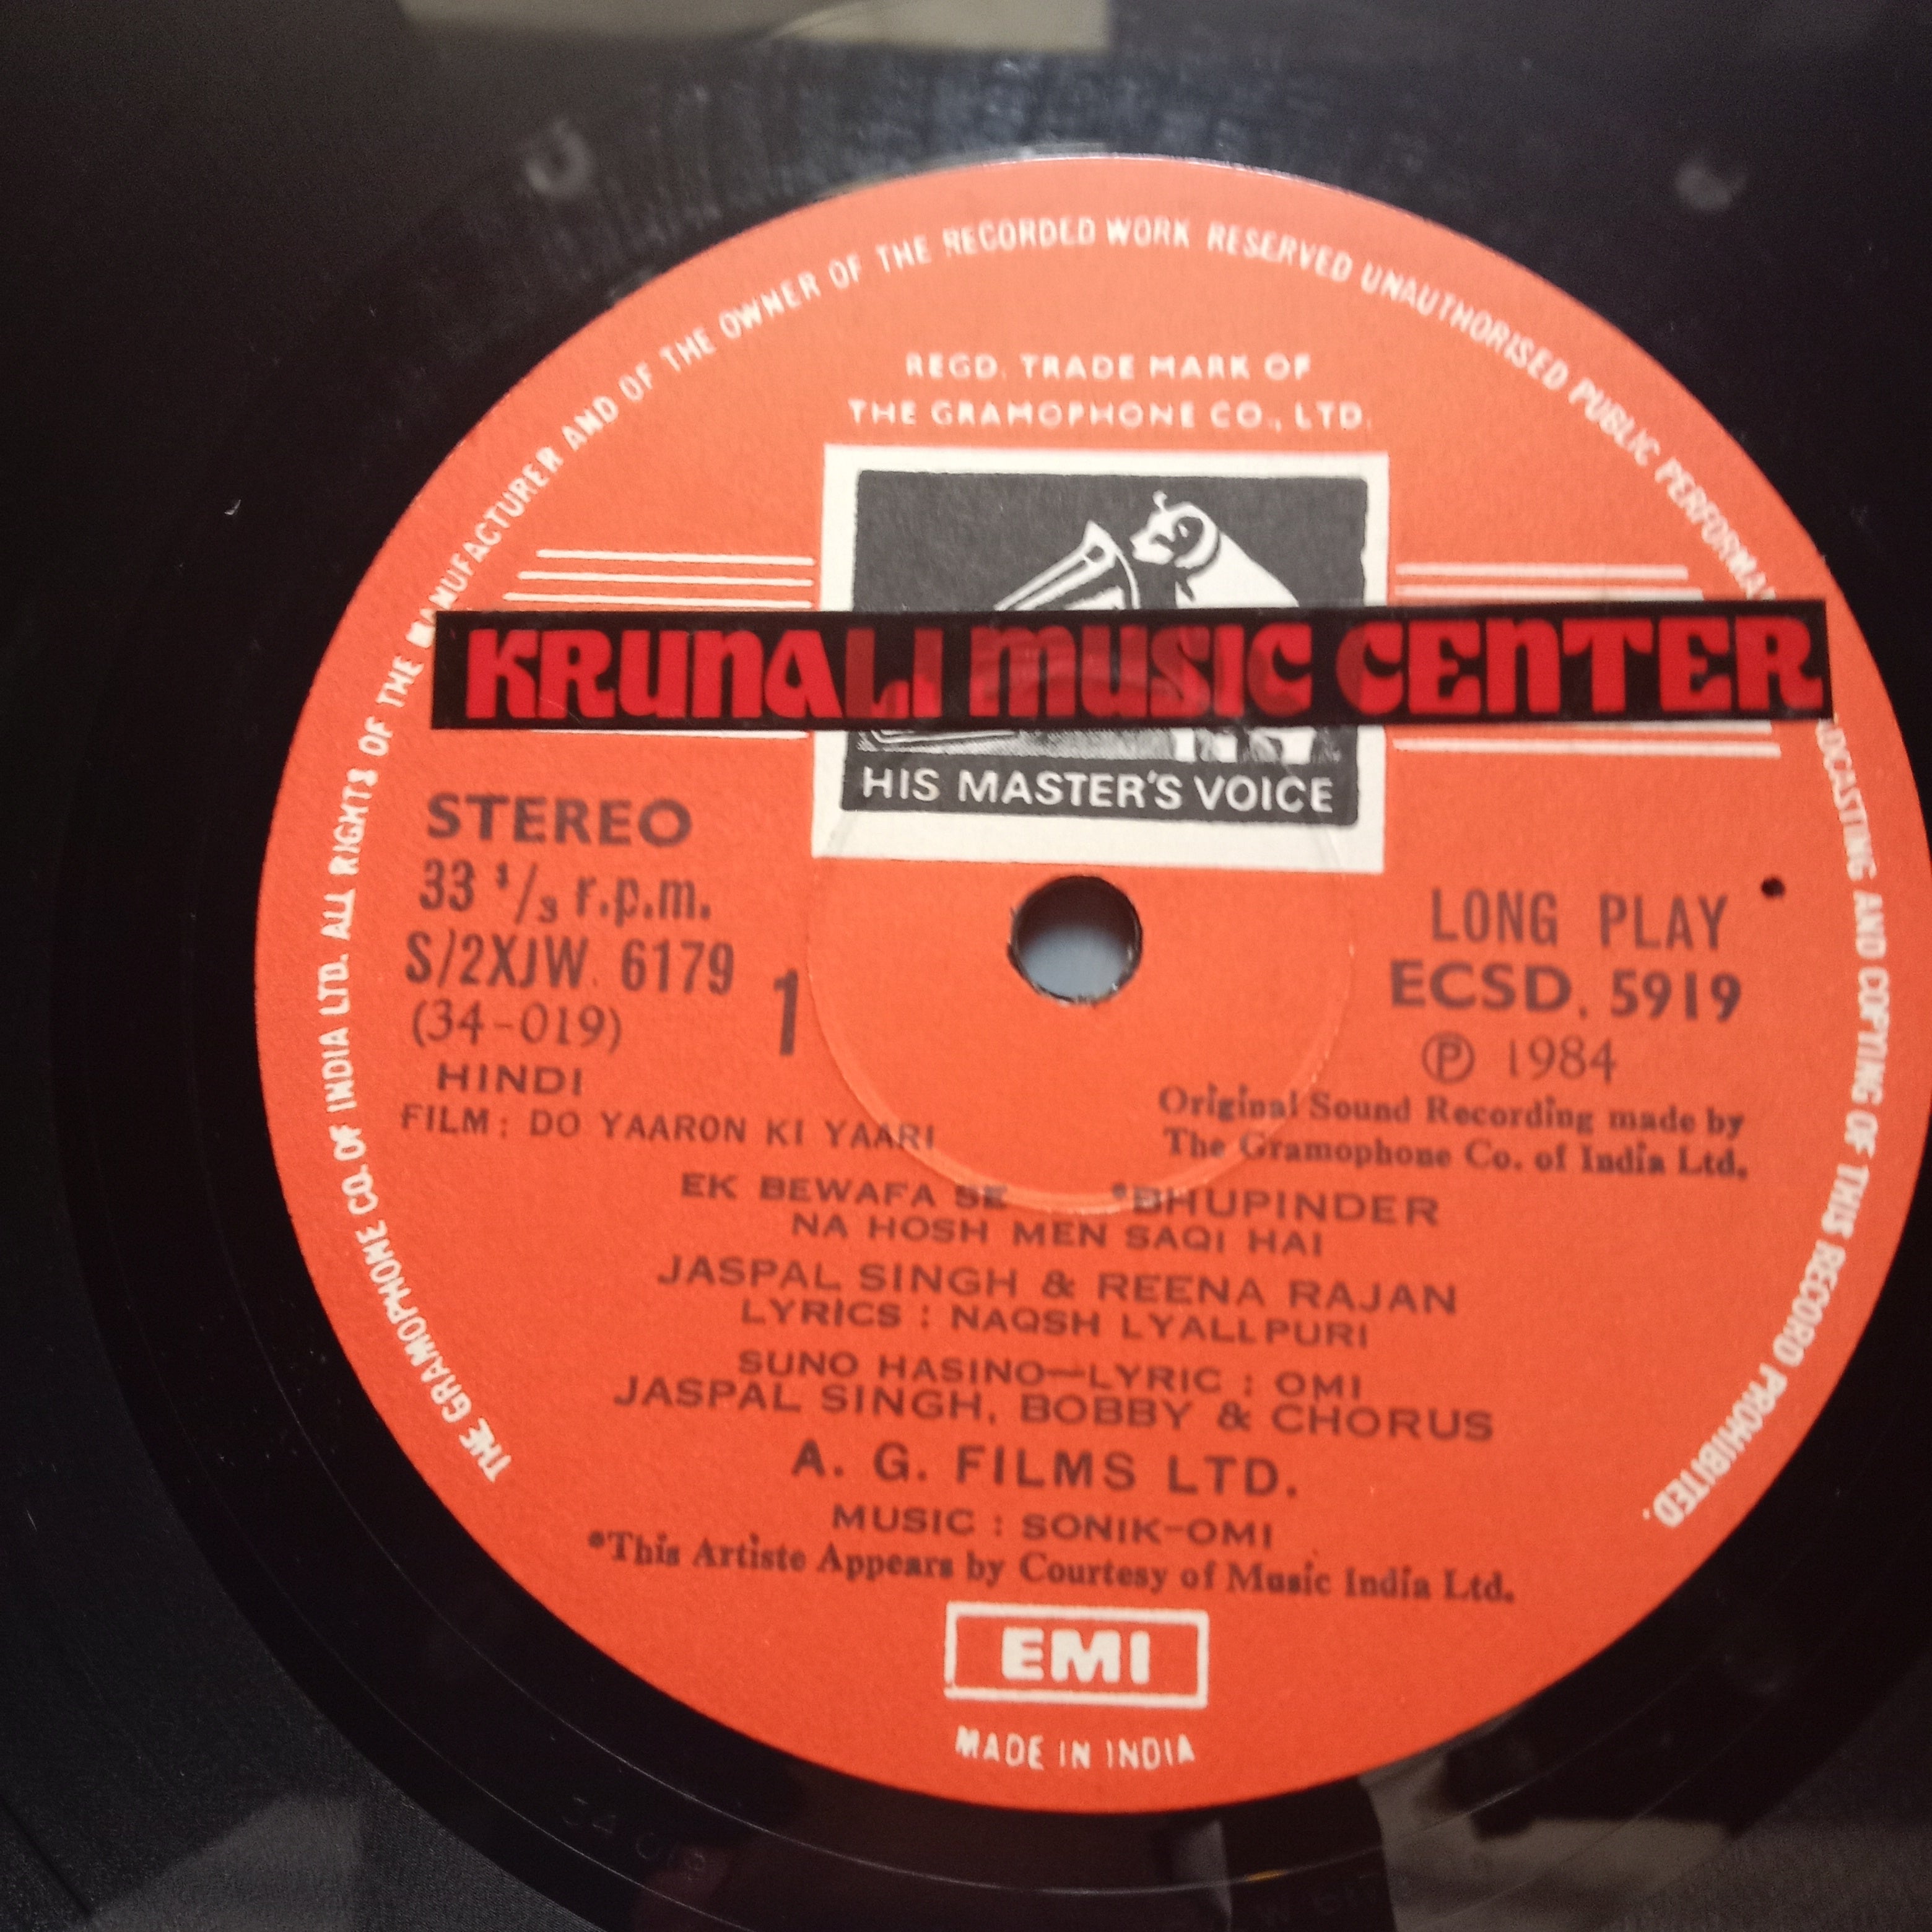 THE GRAMOPHONE CO. OF INDIA LTD. ALL RIGHTS OF THE MANUFACTURER AND OF THE OWNER OF THE RECORDED WORK RESERVED UNAUTHORISED PUBLIC PERFORMA
DCASTING AND COPYING OF THIS RECORD PROHIBITED.
REGD. TRADE MARK OF
THE GRAMOPHONE CO., LTD.
KRUNALI MUSIC CENTER
HIS MASTER'S VOICE
STEREO
33 1/3 r.p.m.
S/2XJW. 6179
(34-019)
1
HINDI
FILM: DO YAARON KI YAARI
LONG PLAY
ECSD. 5919
Ⓟ 1984
Original Sound Recording made by
The Gramophone Co. of India Ltd.
EK BEWAFA SE *BHUPINDER
NA HOSH MEN SAQI HAI
JASPAL SINGH & REENA RAJAN
LYRICS : NAQSH LYALLPURI
SUNO HASINO—LYRIC : OMI
JASPAL SINGH, BOBBY & CHORUS
A. G. FILMS LTD.
MUSIC : SONIK-OMI
*This Artiste Appears by Courtesy of Music India Ltd.
EMI
MADE IN INDIA